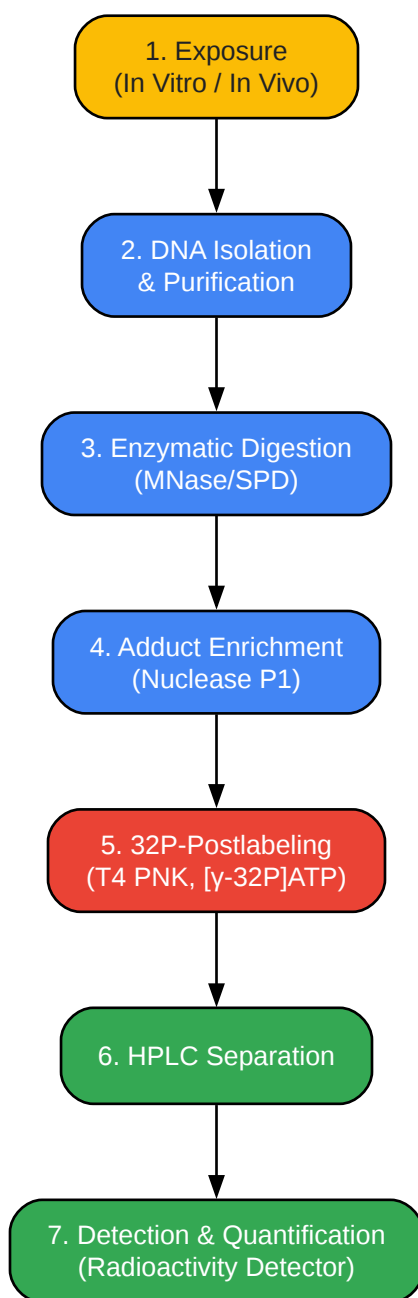 1. Exposure
(In Vitro / In Vivo)
2. DNA Isolation
& Purification
3. Enzymatic Digestion
(MNase/SPD)
4. Adduct Enrichment
(Nuclease P1)
5. 32P-Postlabeling
(T4 PNK, [γ-32P]ATP)
6. HPLC Separation
7. Detection & Quantification
(Radioactivity Detector)